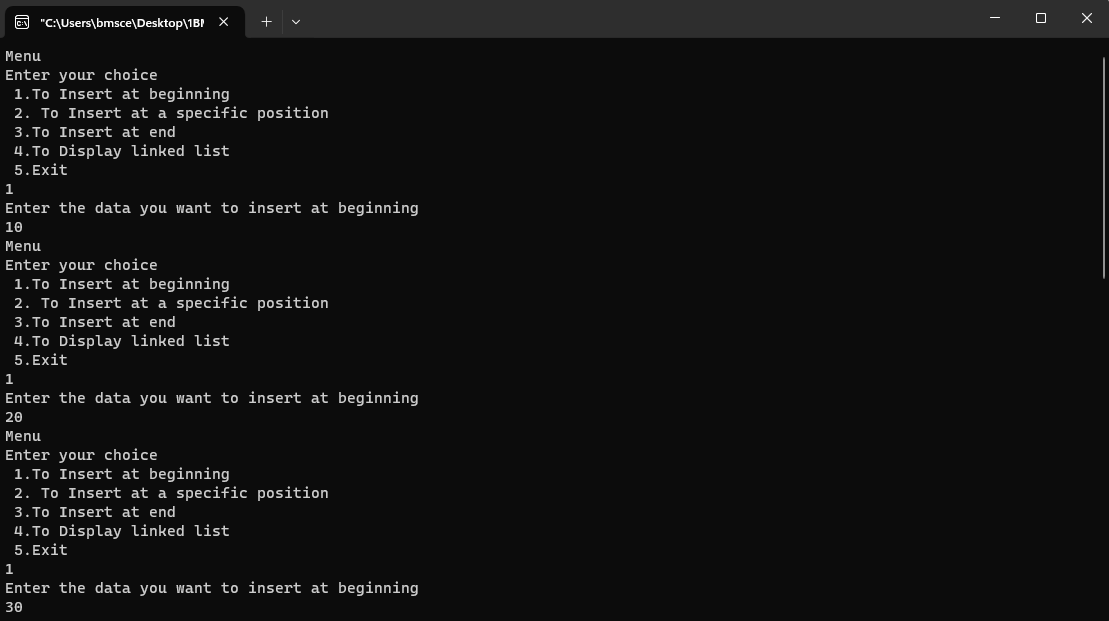 "C:\Users\bmsce\Desktop\1BM
Menu
Enter your choice
 1.To Insert at beginning
 2. To Insert at a specific position
 3.To Insert at end
 4.To Display linked list
 5.Exit
1
Enter the data you want to insert at beginning
10
Menu
Enter your choice
 1.To Insert at beginning
 2. To Insert at a specific position
 3.To Insert at end
 4.To Display linked list
 5.Exit
1
Enter the data you want to insert at beginning
20
Menu
Enter your choice
 1.To Insert at beginning
 2. To Insert at a specific position
 3.To Insert at end
 4.To Display linked list
 5.Exit
1
Enter the data you want to insert at beginning
30